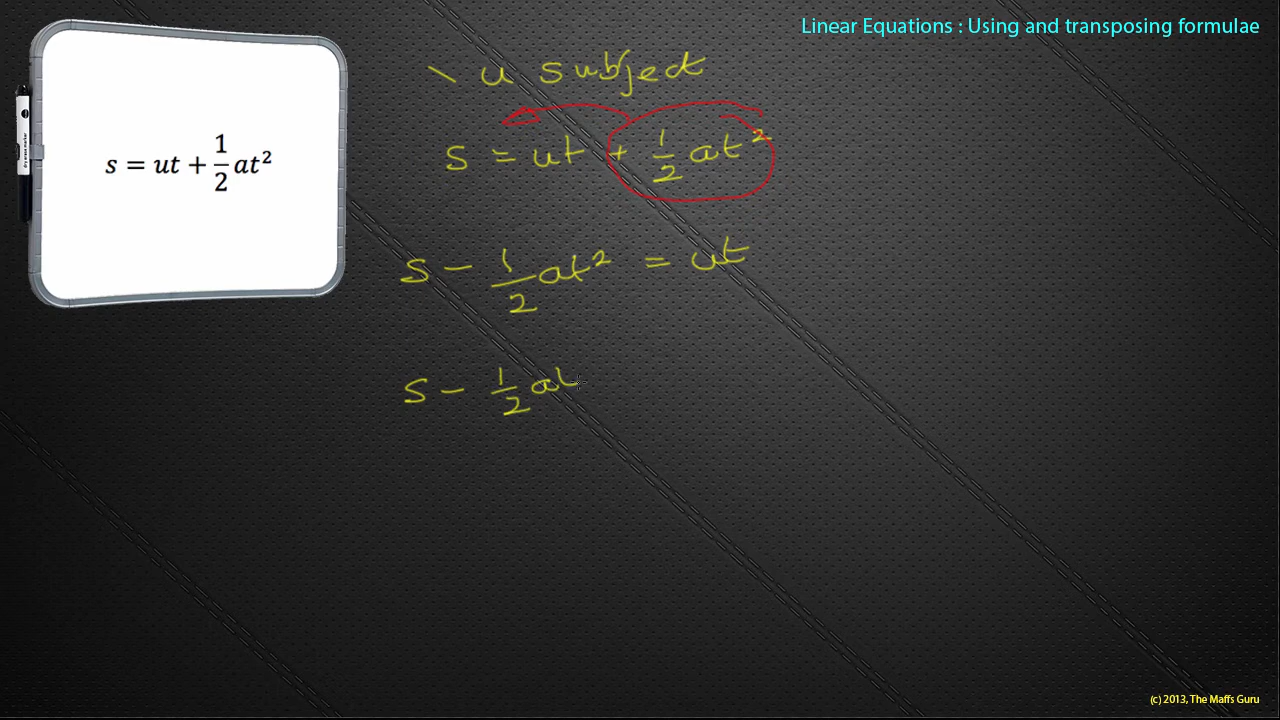 Linear Equations : Using and transposing formulae
s = ut + 1/2 at²
\ u subject
s = ut + 1/2 at²
s - 1/2 at² = ut
s - 1/2 at
(c) 2013, The Maffs Guru